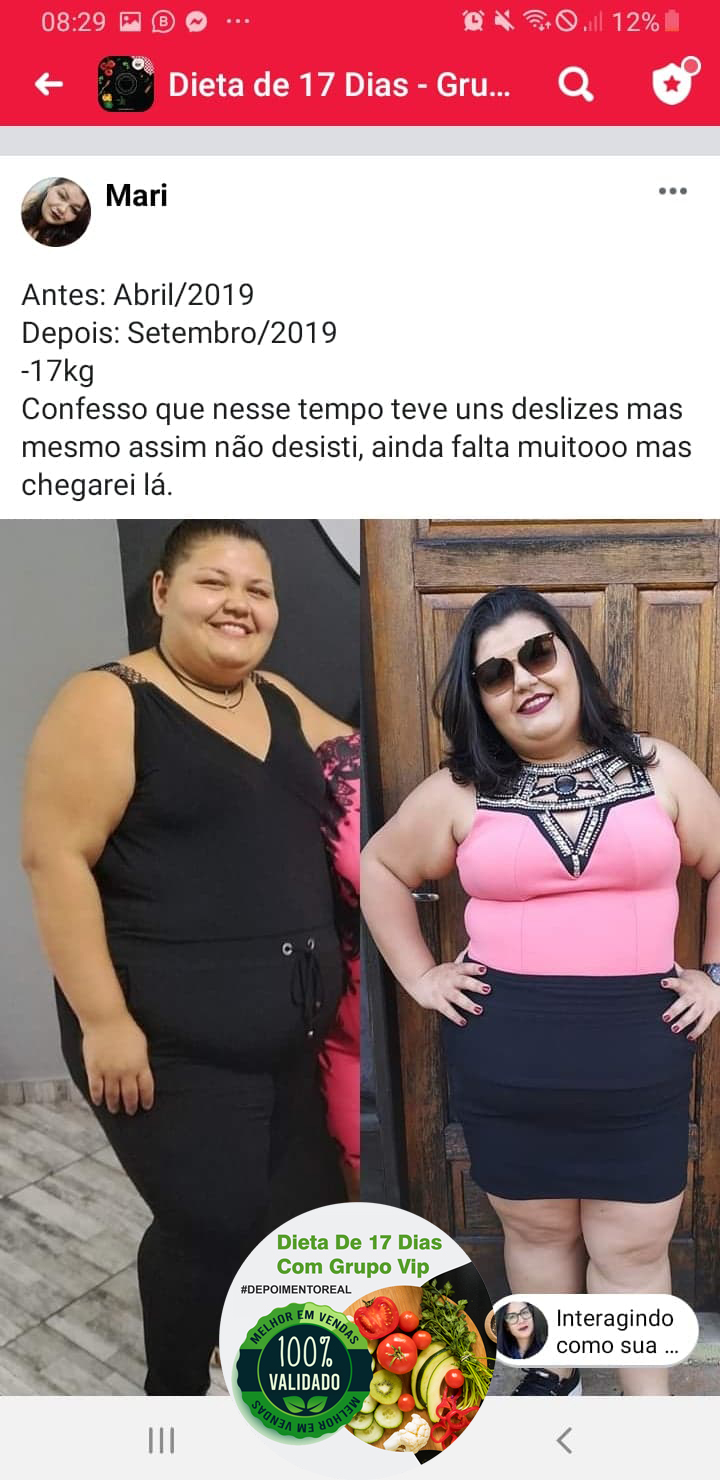 08:29
12%
Dieta de 17 Dias - Gru...
Mari
Antes: Abril/2019
Depois: Setembro/2019
-17kg
Confesso que nesse tempo teve uns deslizes mas
mesmo assim não desisti, ainda falta muitooo mas
chegarei lá.
Dieta De 17 Dias
Com Grupo Vip
#DEPOIMENTOREAL
MELHOR EM VENDAS
100%
VALIDADO
MELHOR EM VENDAS
Interagindo
como sua ...